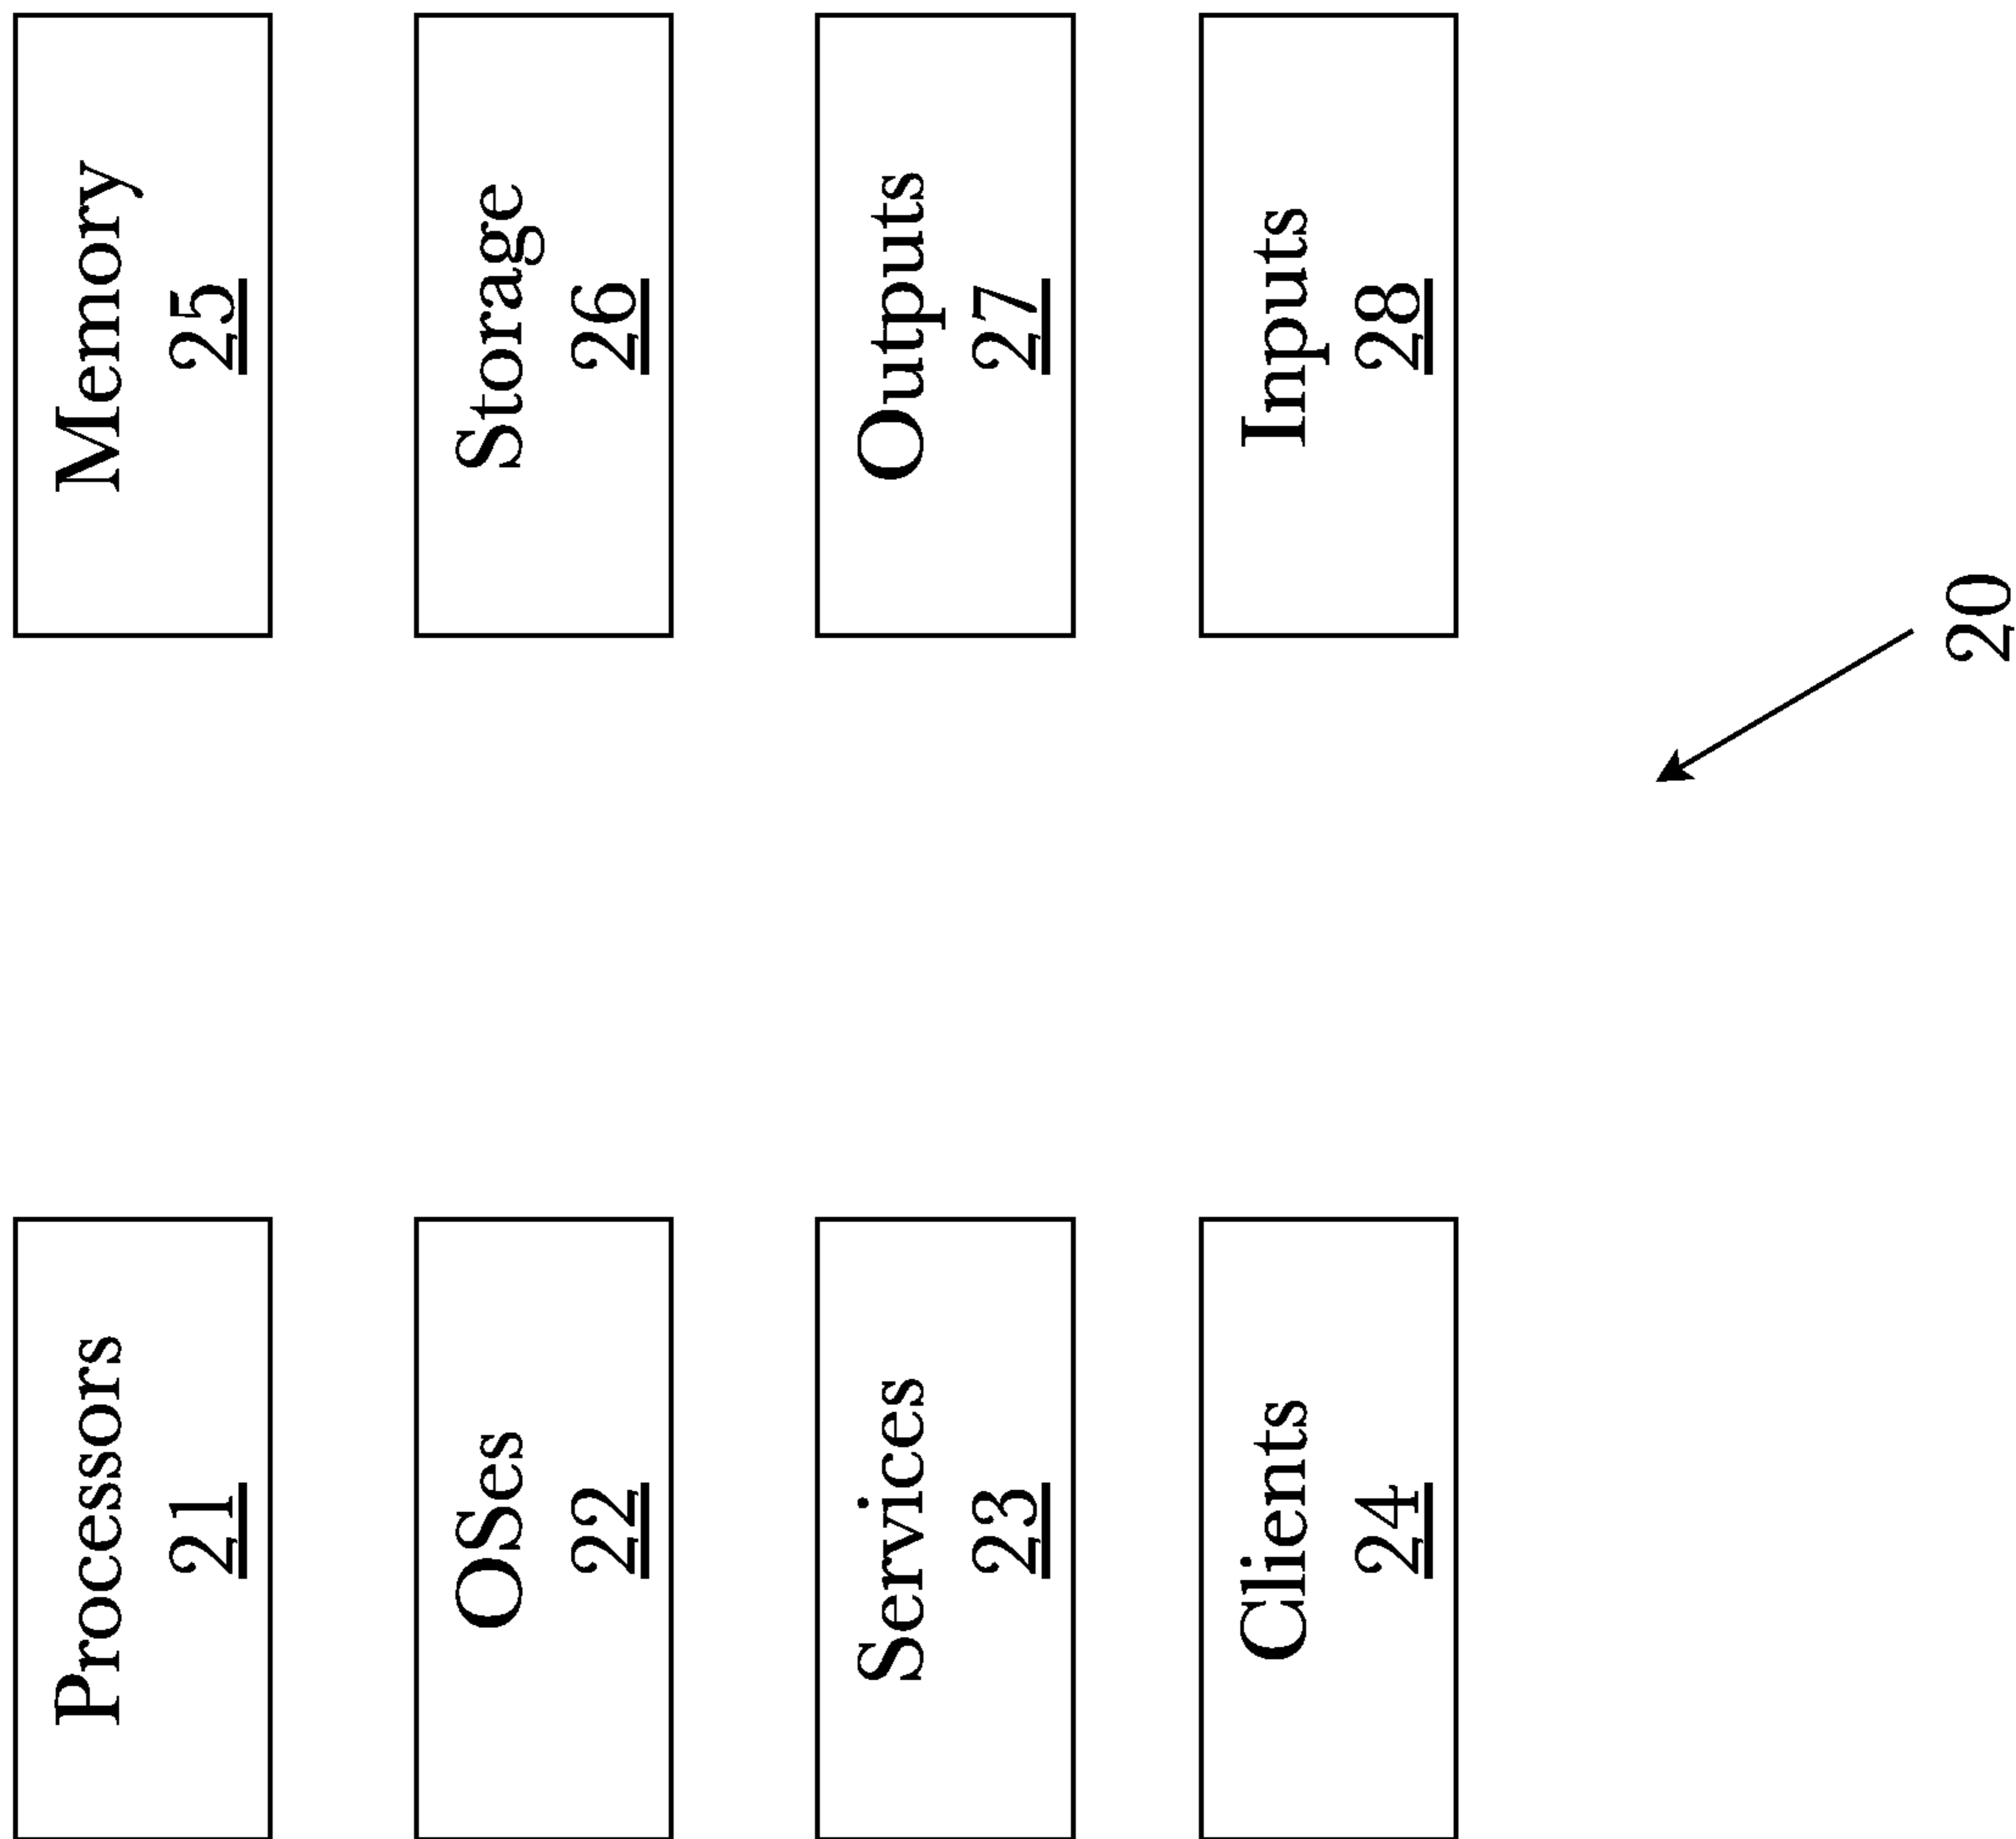 Processors
21
Memory
25
OSes
22
Storage
26
Services
23
Outputs
27
Clients
24
Inputs
28
20